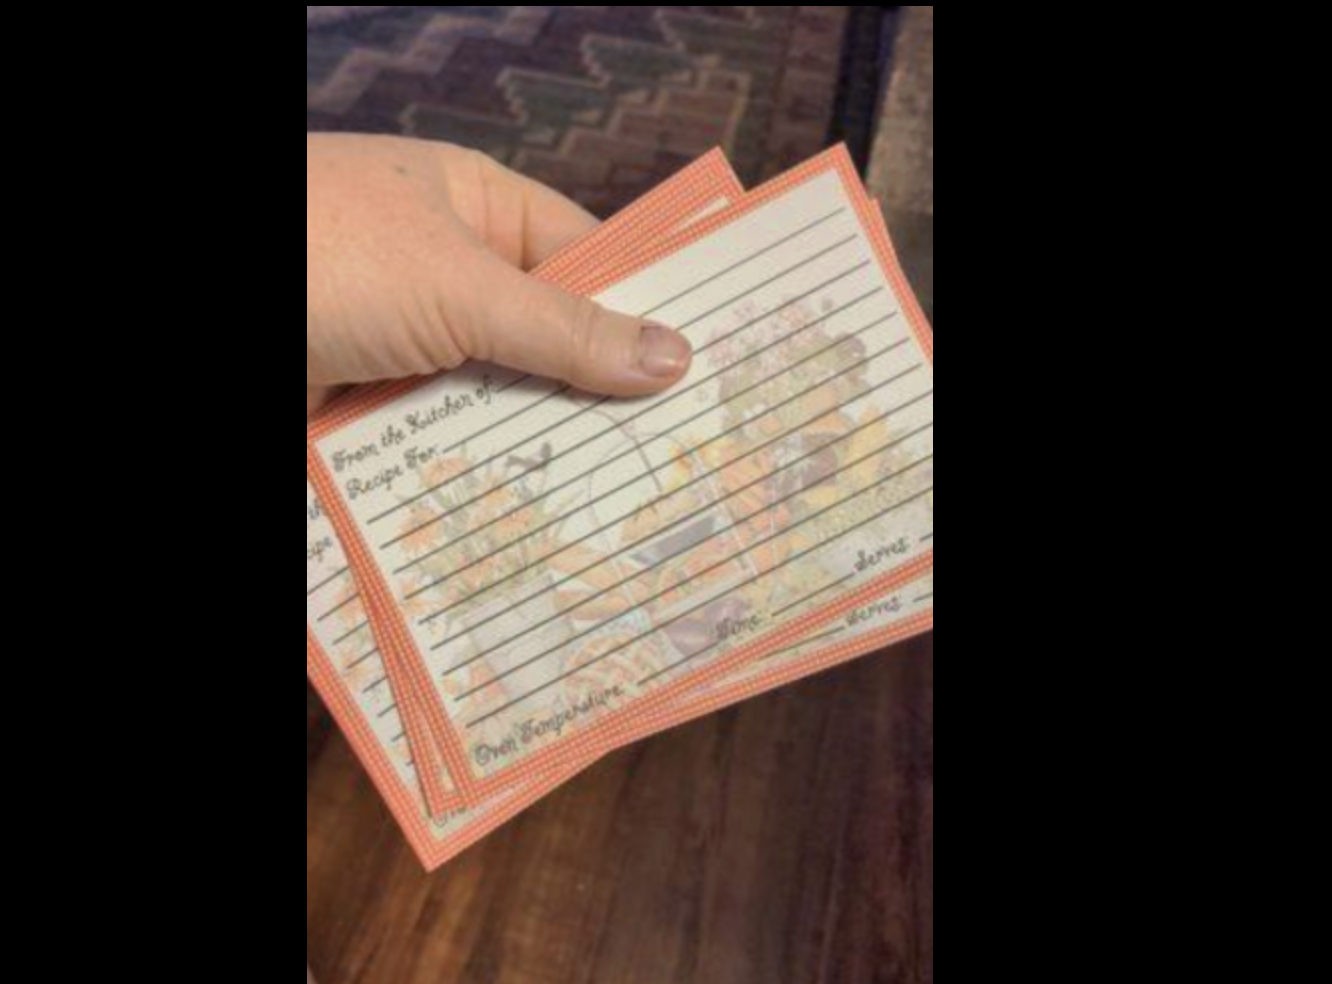 From the Kitchen of:
Recipe For:
Oven Temperature: Time: Serves
Serves